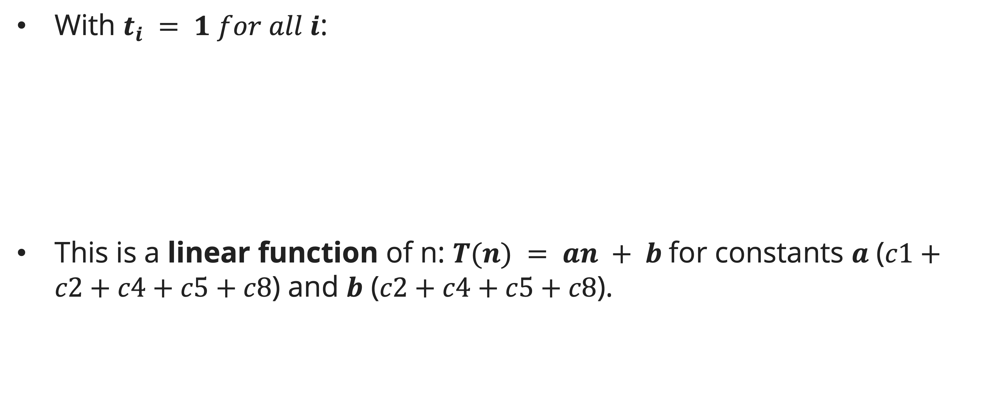 • With tᵢ = 1 for all i:
• This is a linear function of n: T(n) = an + b for constants a (c1 +
c2 + c4 + c5 + c8) and b (c2 + c4 + c5 + c8).